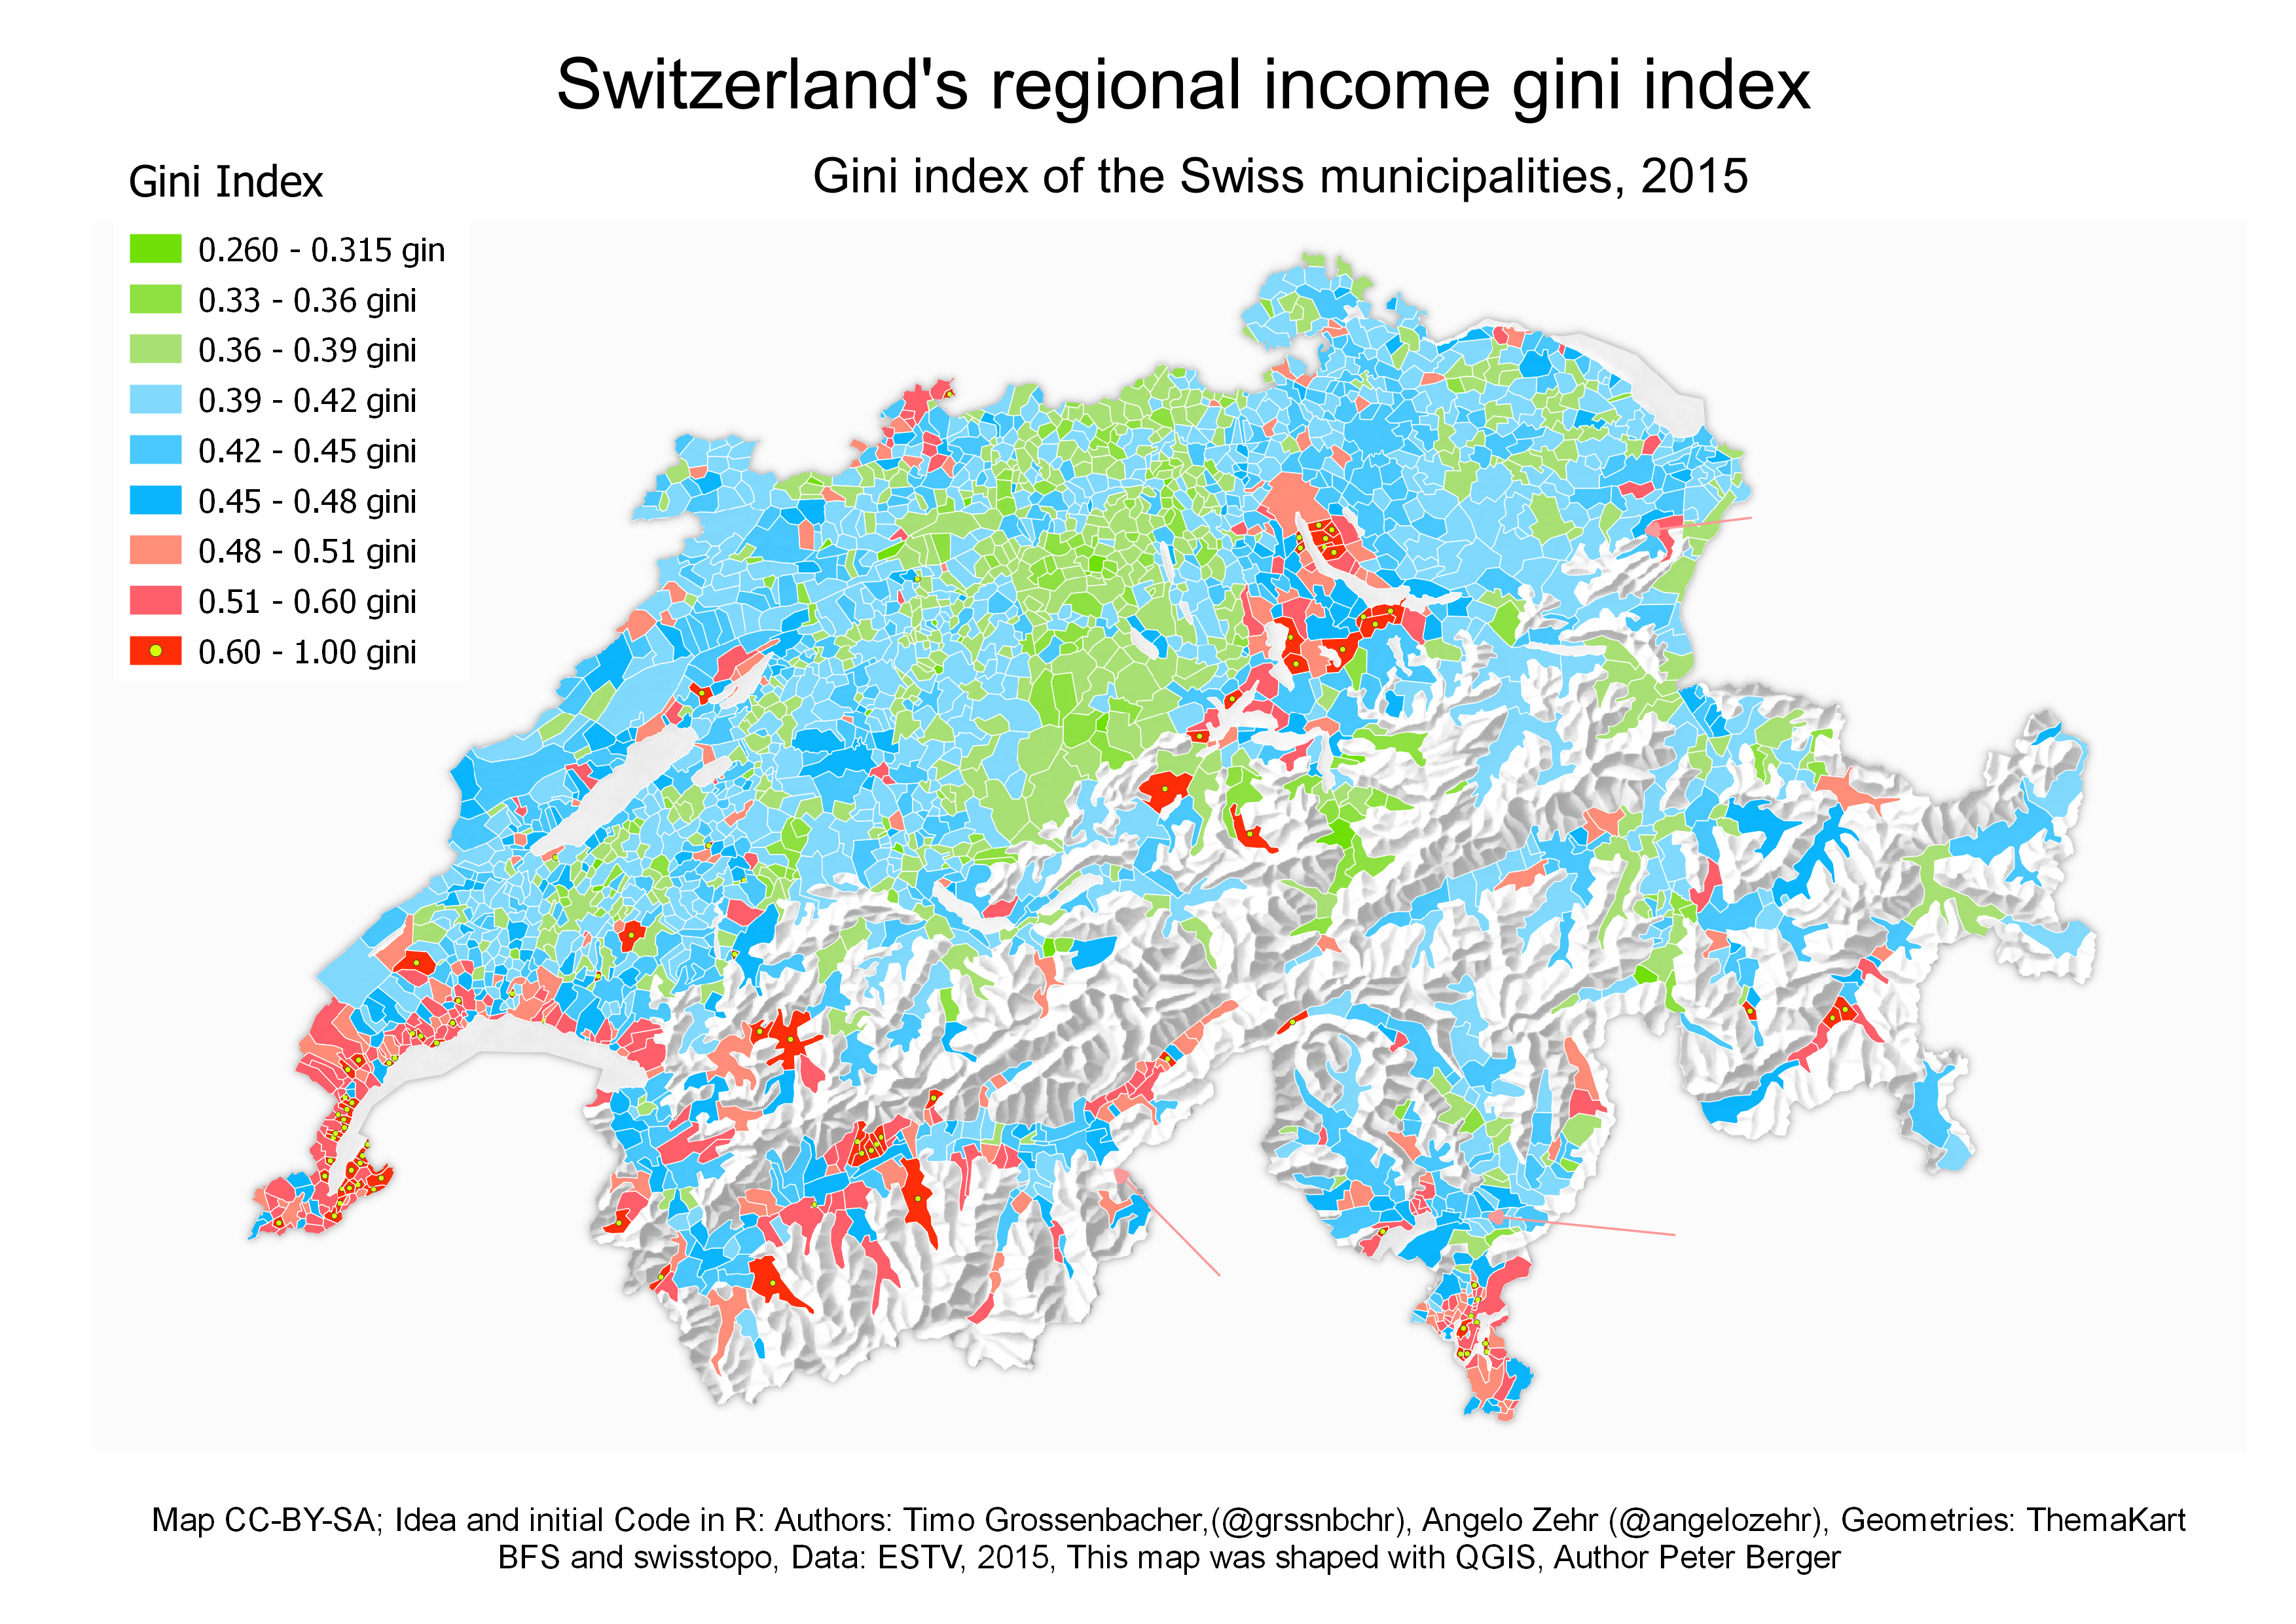 Switzerland's regional income gini index
Gini index of the Swiss municipalities, 2015
Gini Index
0.260 - 0.315 gin
0.33 - 0.36 gini
0.36 - 0.39 gini
0.39 - 0.42 gini
0.42 - 0.45 gini
0.45 - 0.48 gini
0.48 - 0.51 gini
0.51 - 0.60 gini
0.60 - 1.00 gini
Map CC-BY-SA; Idea and initial Code in R: Authors: Timo Grossenbacher,(@grssnbchr), Angelo Zehr (@angelozehr), Geometries: ThemaKart
BFS and swisstopo, Data: ESTV, 2015, This map was shaped with QGIS, Author Peter Berger